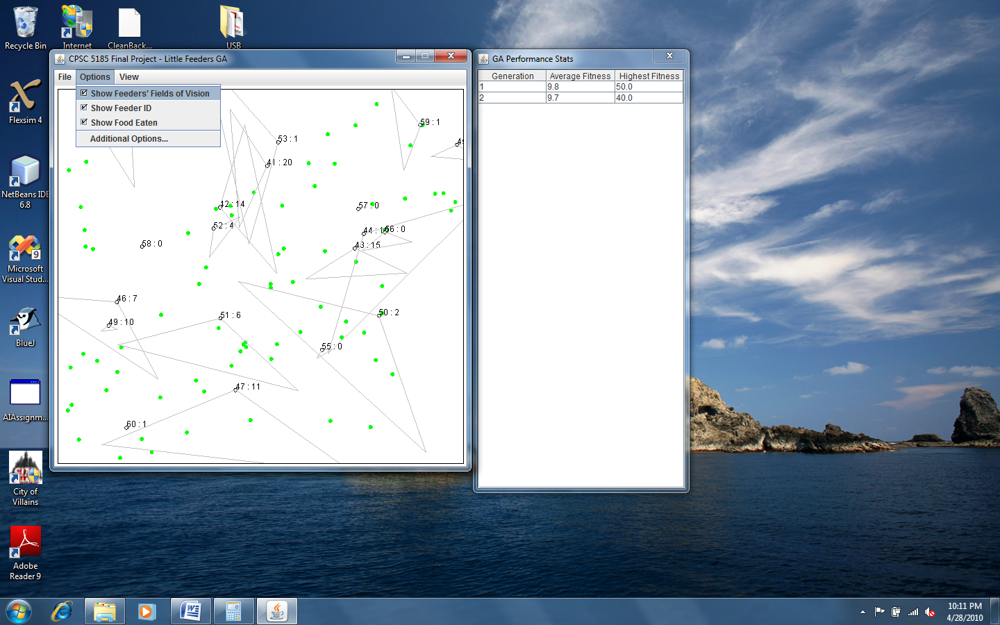 Recycle Bin
Internet
CleanBack...
USB
Flexsim 4
NetBeans IDE
6.8
Microsoft
Visual Stud...
9
BlueJ
AIAssignm...
City of
Villains
Adobe
Reader 9
CPSC 5185 Final Project - Little Feeders GA
File Options View
Show Feeders' Fields of Vision
Show Feeder ID
Show Food Eaten
Additional Options...
59 : 1
53 : 1
41 : 20
42 : 14
57 : 0
52 : 4
44 :
56 : 0
58 : 0
43 : 15
46 : 7
50 : 2
51 : 6
49 : 10
55 : 0
47 : 11
60 : 1
GA Performance Stats
Generation Average Fitness Highest Fitness
1 9.8 50.0
2 9.7 40.0
10:11 PM
4/28/2010